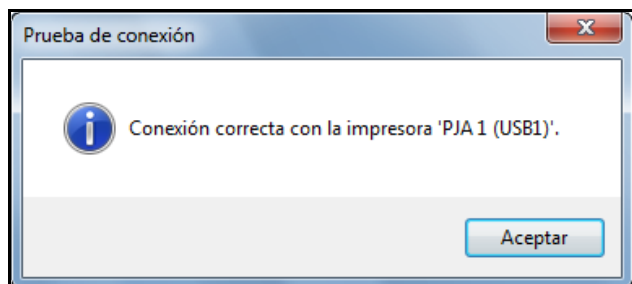 Prueba de conexión
Conexión correcta con la impresora 'PJA 1 (USB1)'.
Aceptar